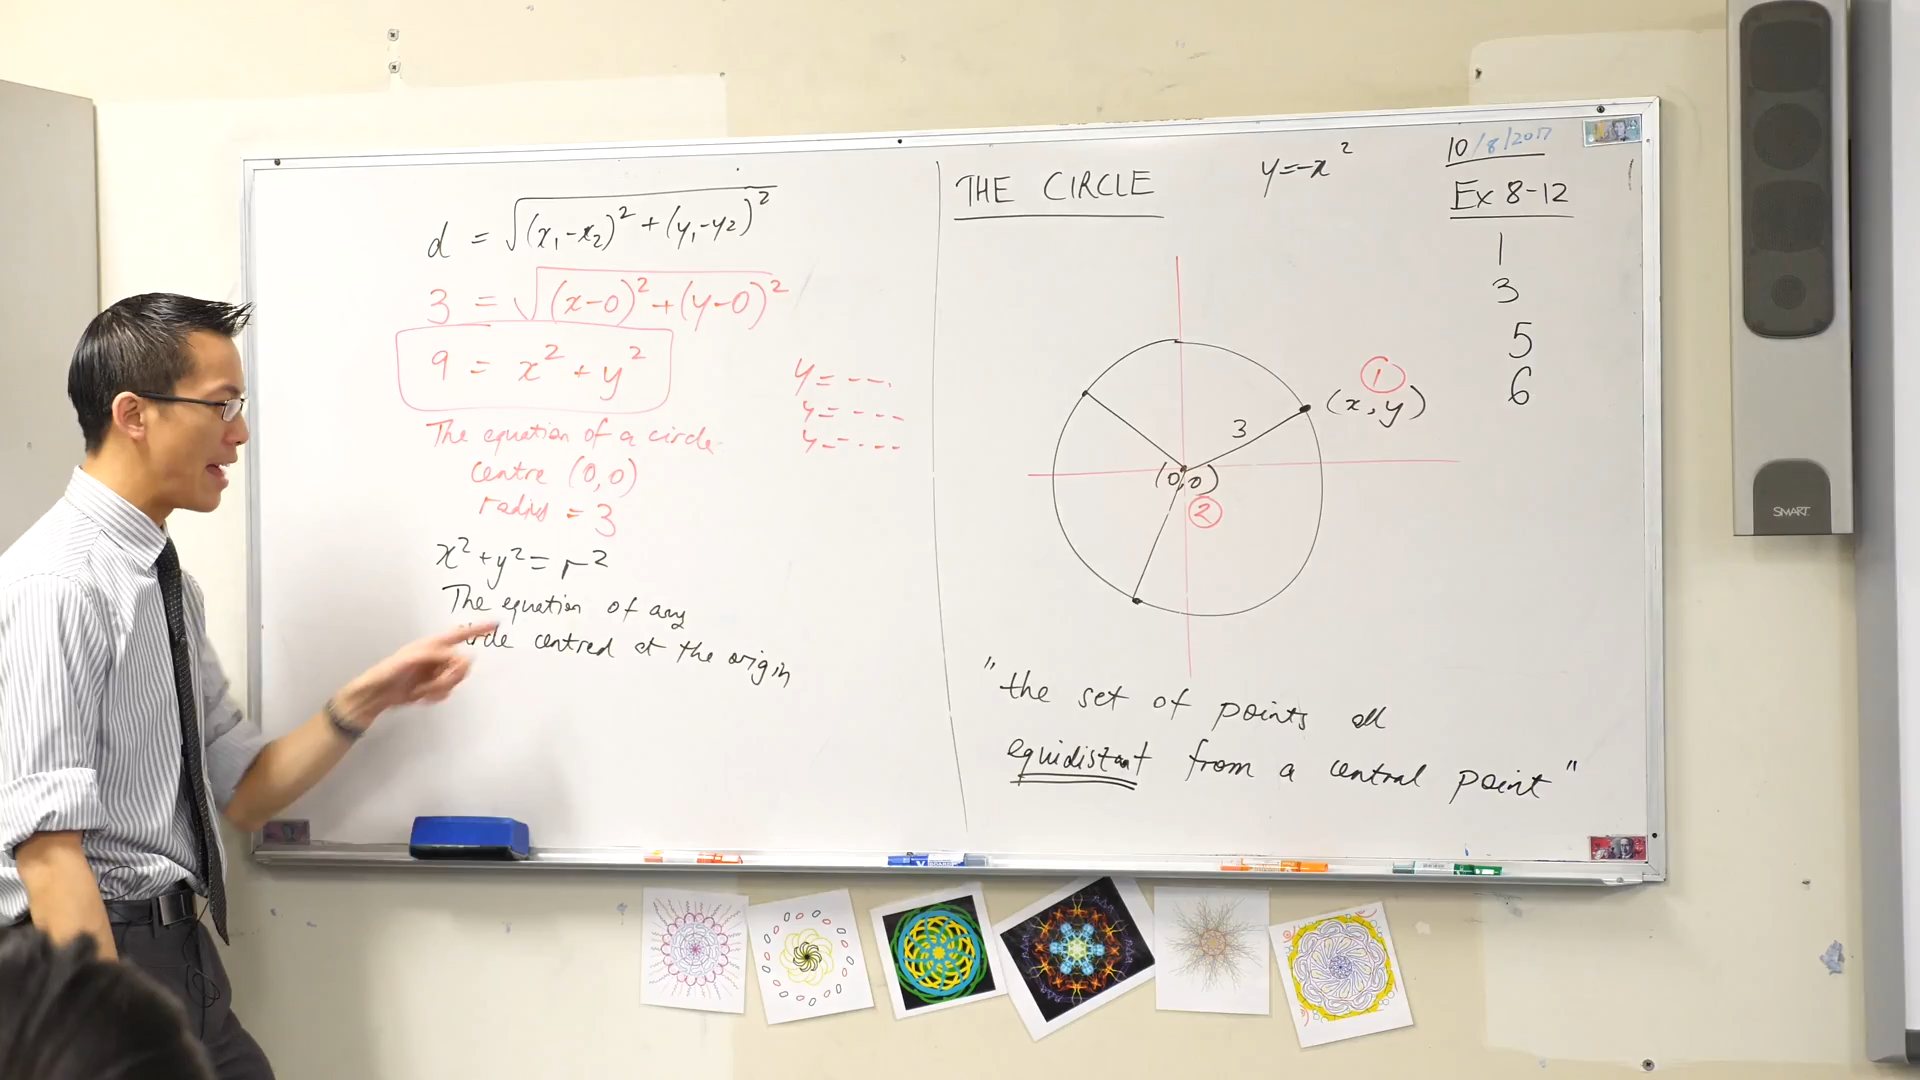 d = √(x₁-x₂)² + (y₁-y₂)²
3 = √(x-0)² + (y-0)²
9 = x² + y²
y = ---.
y = ---
y = ---
The equation of a circle
centre (0,0)
radius = 3
x² + y² = r²
The equation of any
circle centred at the origin
THE CIRCLE
y=-x²
10/8/2017
Ex 8-12
1
3
5
6
1
(x,y)
3
(0,0)
2
"the set of points all
equidistant from a central point"
SMART